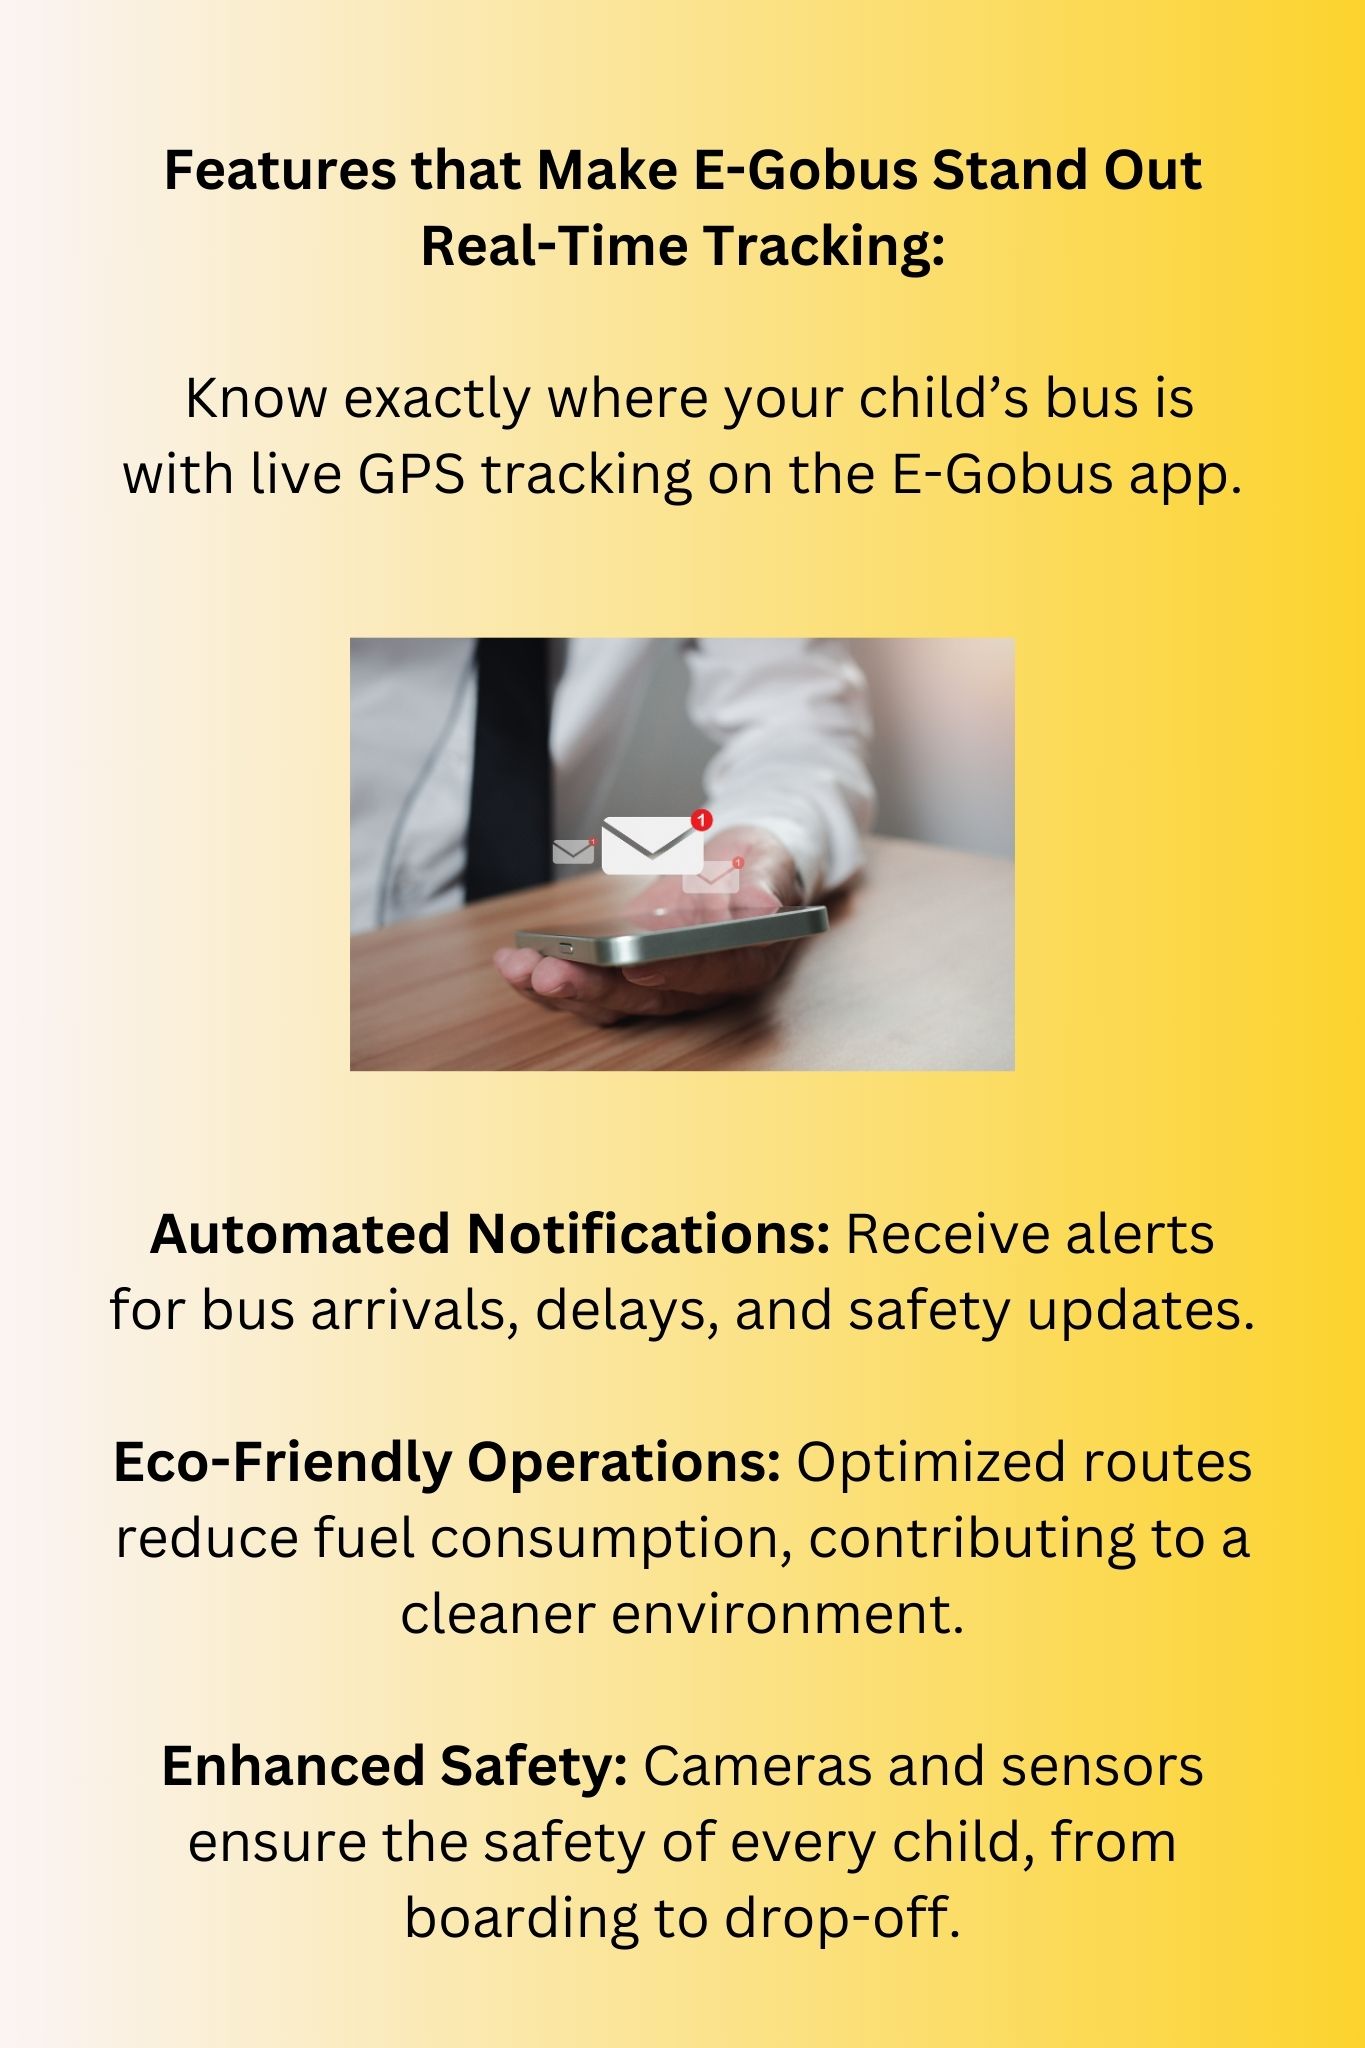 Features that Make E-Gobus Stand Out
Real-Time Tracking:
Know exactly where your child’s bus is
with live GPS tracking on the E-Gobus app.
1
1
1
Automated Notifications: Receive alerts
for bus arrivals, delays, and safety updates.
Eco-Friendly Operations: Optimized routes
reduce fuel consumption, contributing to a
cleaner environment.
Enhanced Safety: Cameras and sensors
ensure the safety of every child, from
boarding to drop-off.